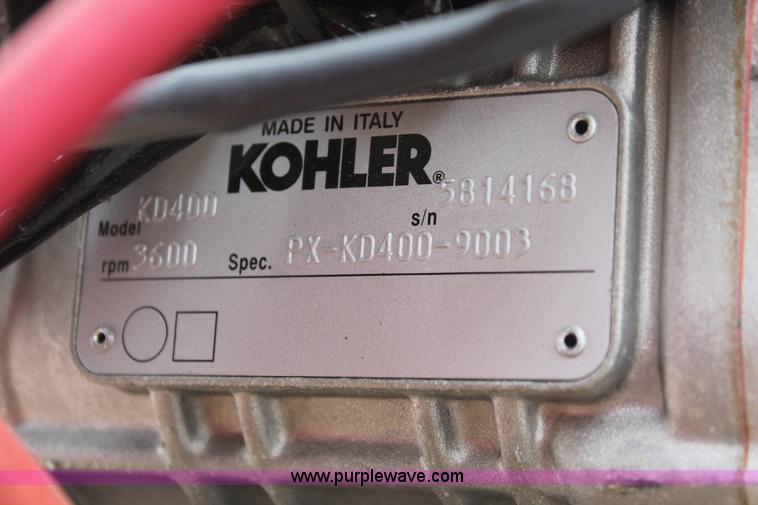 MADE IN ITALY
KOHLER®
Model KD400 s/n 5814168
rpm 3600 Spec. PX-KD400-9003
www.purplewave.com